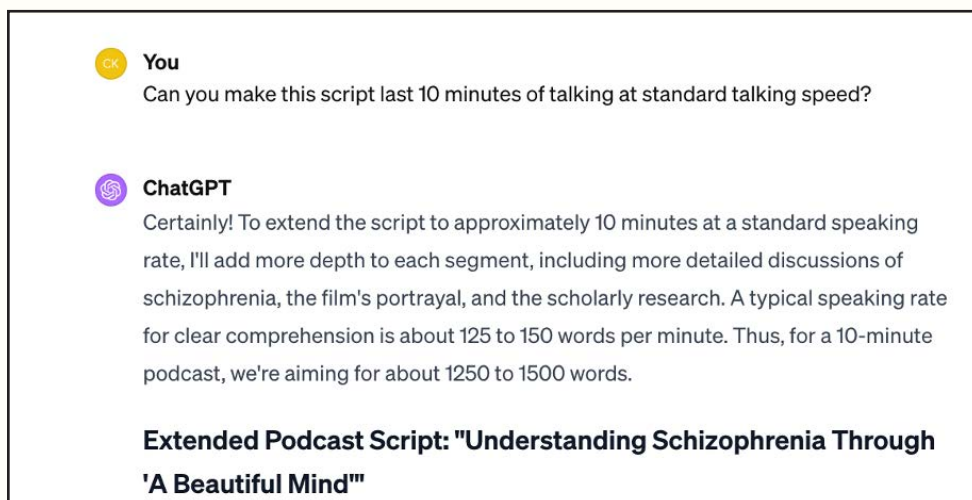 CK
You
Can you make this script last 10 minutes of talking at standard talking speed?
ChatGPT
Certainly! To extend the script to approximately 10 minutes at a standard speaking
rate, I'll add more depth to each segment, including more detailed discussions of
schizophrenia, the film's portrayal, and the scholarly research. A typical speaking rate
for clear comprehension is about 125 to 150 words per minute. Thus, for a 10-minute
podcast, we're aiming for about 1250 to 1500 words.
Extended Podcast Script: "Understanding Schizophrenia Through
'A Beautiful Mind'"